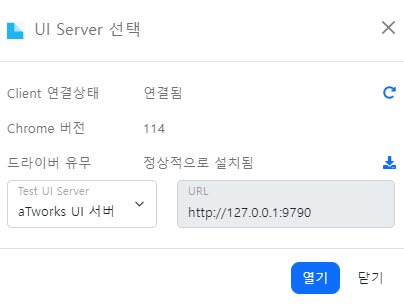 UI Server 선택
Client 연결상태 연결됨
Chrome 버전 114
드라이버 유무 정상적으로 설치됨
Test UI Server URL
aTworks UI 서버 http://127.0.0.1:9790
열기 닫기